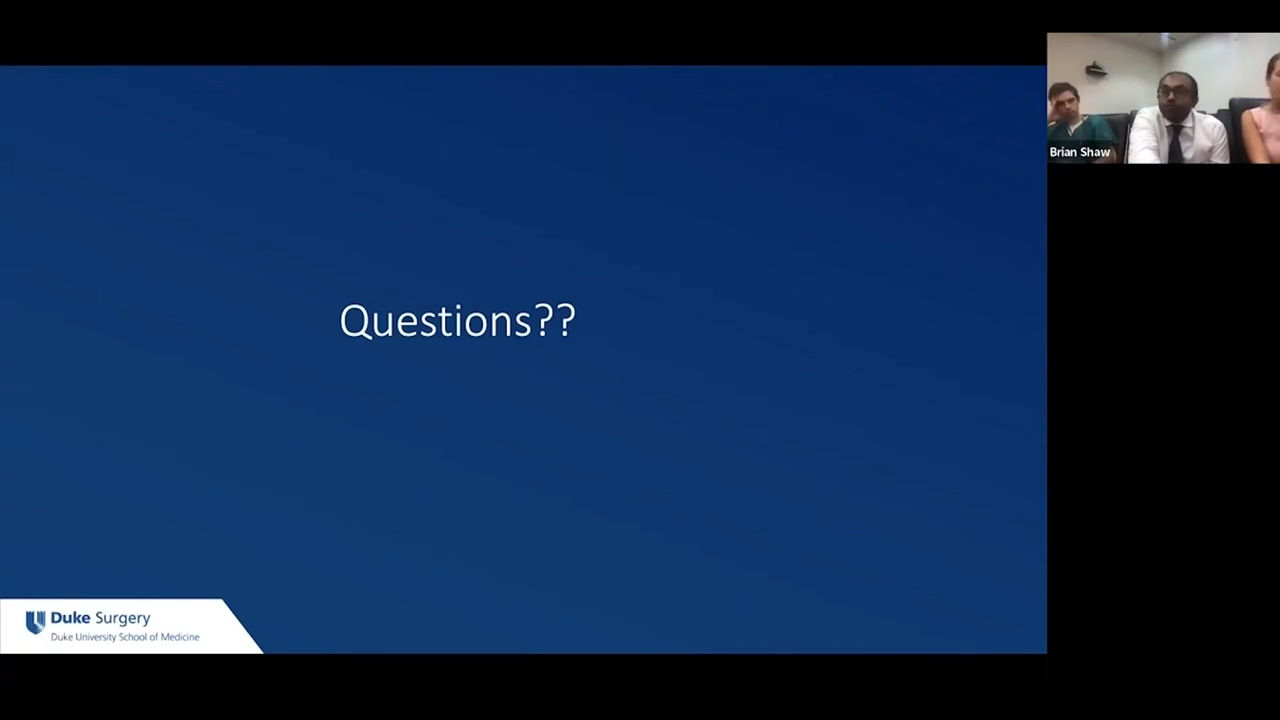 Brian Shaw
Questions??
Duke Surgery
Duke University School of Medicine